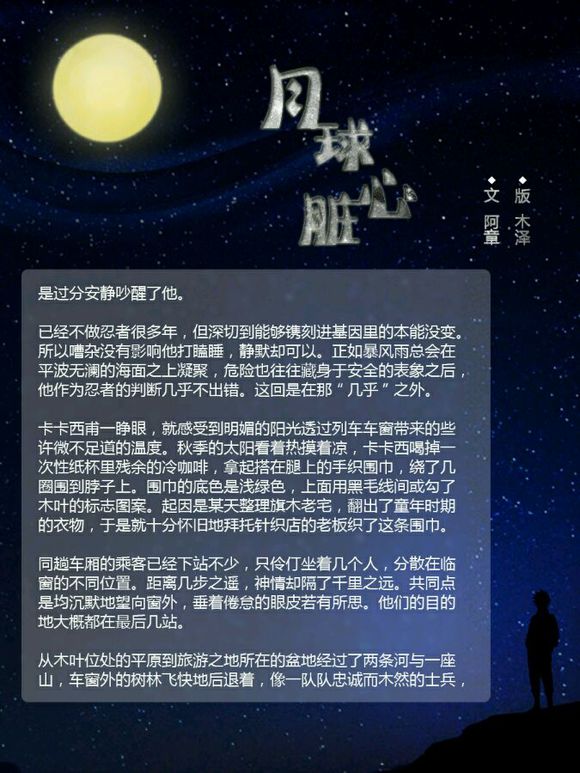 月球
心脏
文 阿章
版 木泽
是过分安静吵醒了他。
已经不做忍者很多年，但深切到能够镌刻进基因里的本能没变。
所以嘈杂没有影响他打瞌睡，静默却可以。正如暴风雨总会在
平波无澜的海面之上凝聚，危险也往往藏身于安全的表象之后，
他作为忍者的判断几乎不出错。这回是在那“几乎”之外。
卡卡西甫一睁眼，就感受到明媚的阳光透过列车车窗带来的些
许微不足道的温度。秋季的太阳看着热摸着凉，卡卡西喝掉一
次性纸杯里残余的冷咖啡，拿起搭在腿上的手织围巾，绕了几
圈围到脖子上。围巾的底色是浅绿色，上面用黑毛线间或勾了
木叶的标志图案。起因是某天整理旗木老宅，翻出了童年时期
的衣物，于是就十分怀旧地拜托针织店的老板织了这条围巾。
同趟车厢的乘客已经下站不少，只伶仃坐着几个人，分散在临
窗的不同位置。距离几步之遥，神情却隔了千里之远。共同点
是均沉默地望向窗外，垂着倦怠的眼皮若有所思。他们的目的
地大概都在最后几站。
从木叶位处的平原到旅游之地所在的盆地经过了两条河与一座
山，车窗外的树林飞快地后退着，像一队队忠诚而木然的士兵，